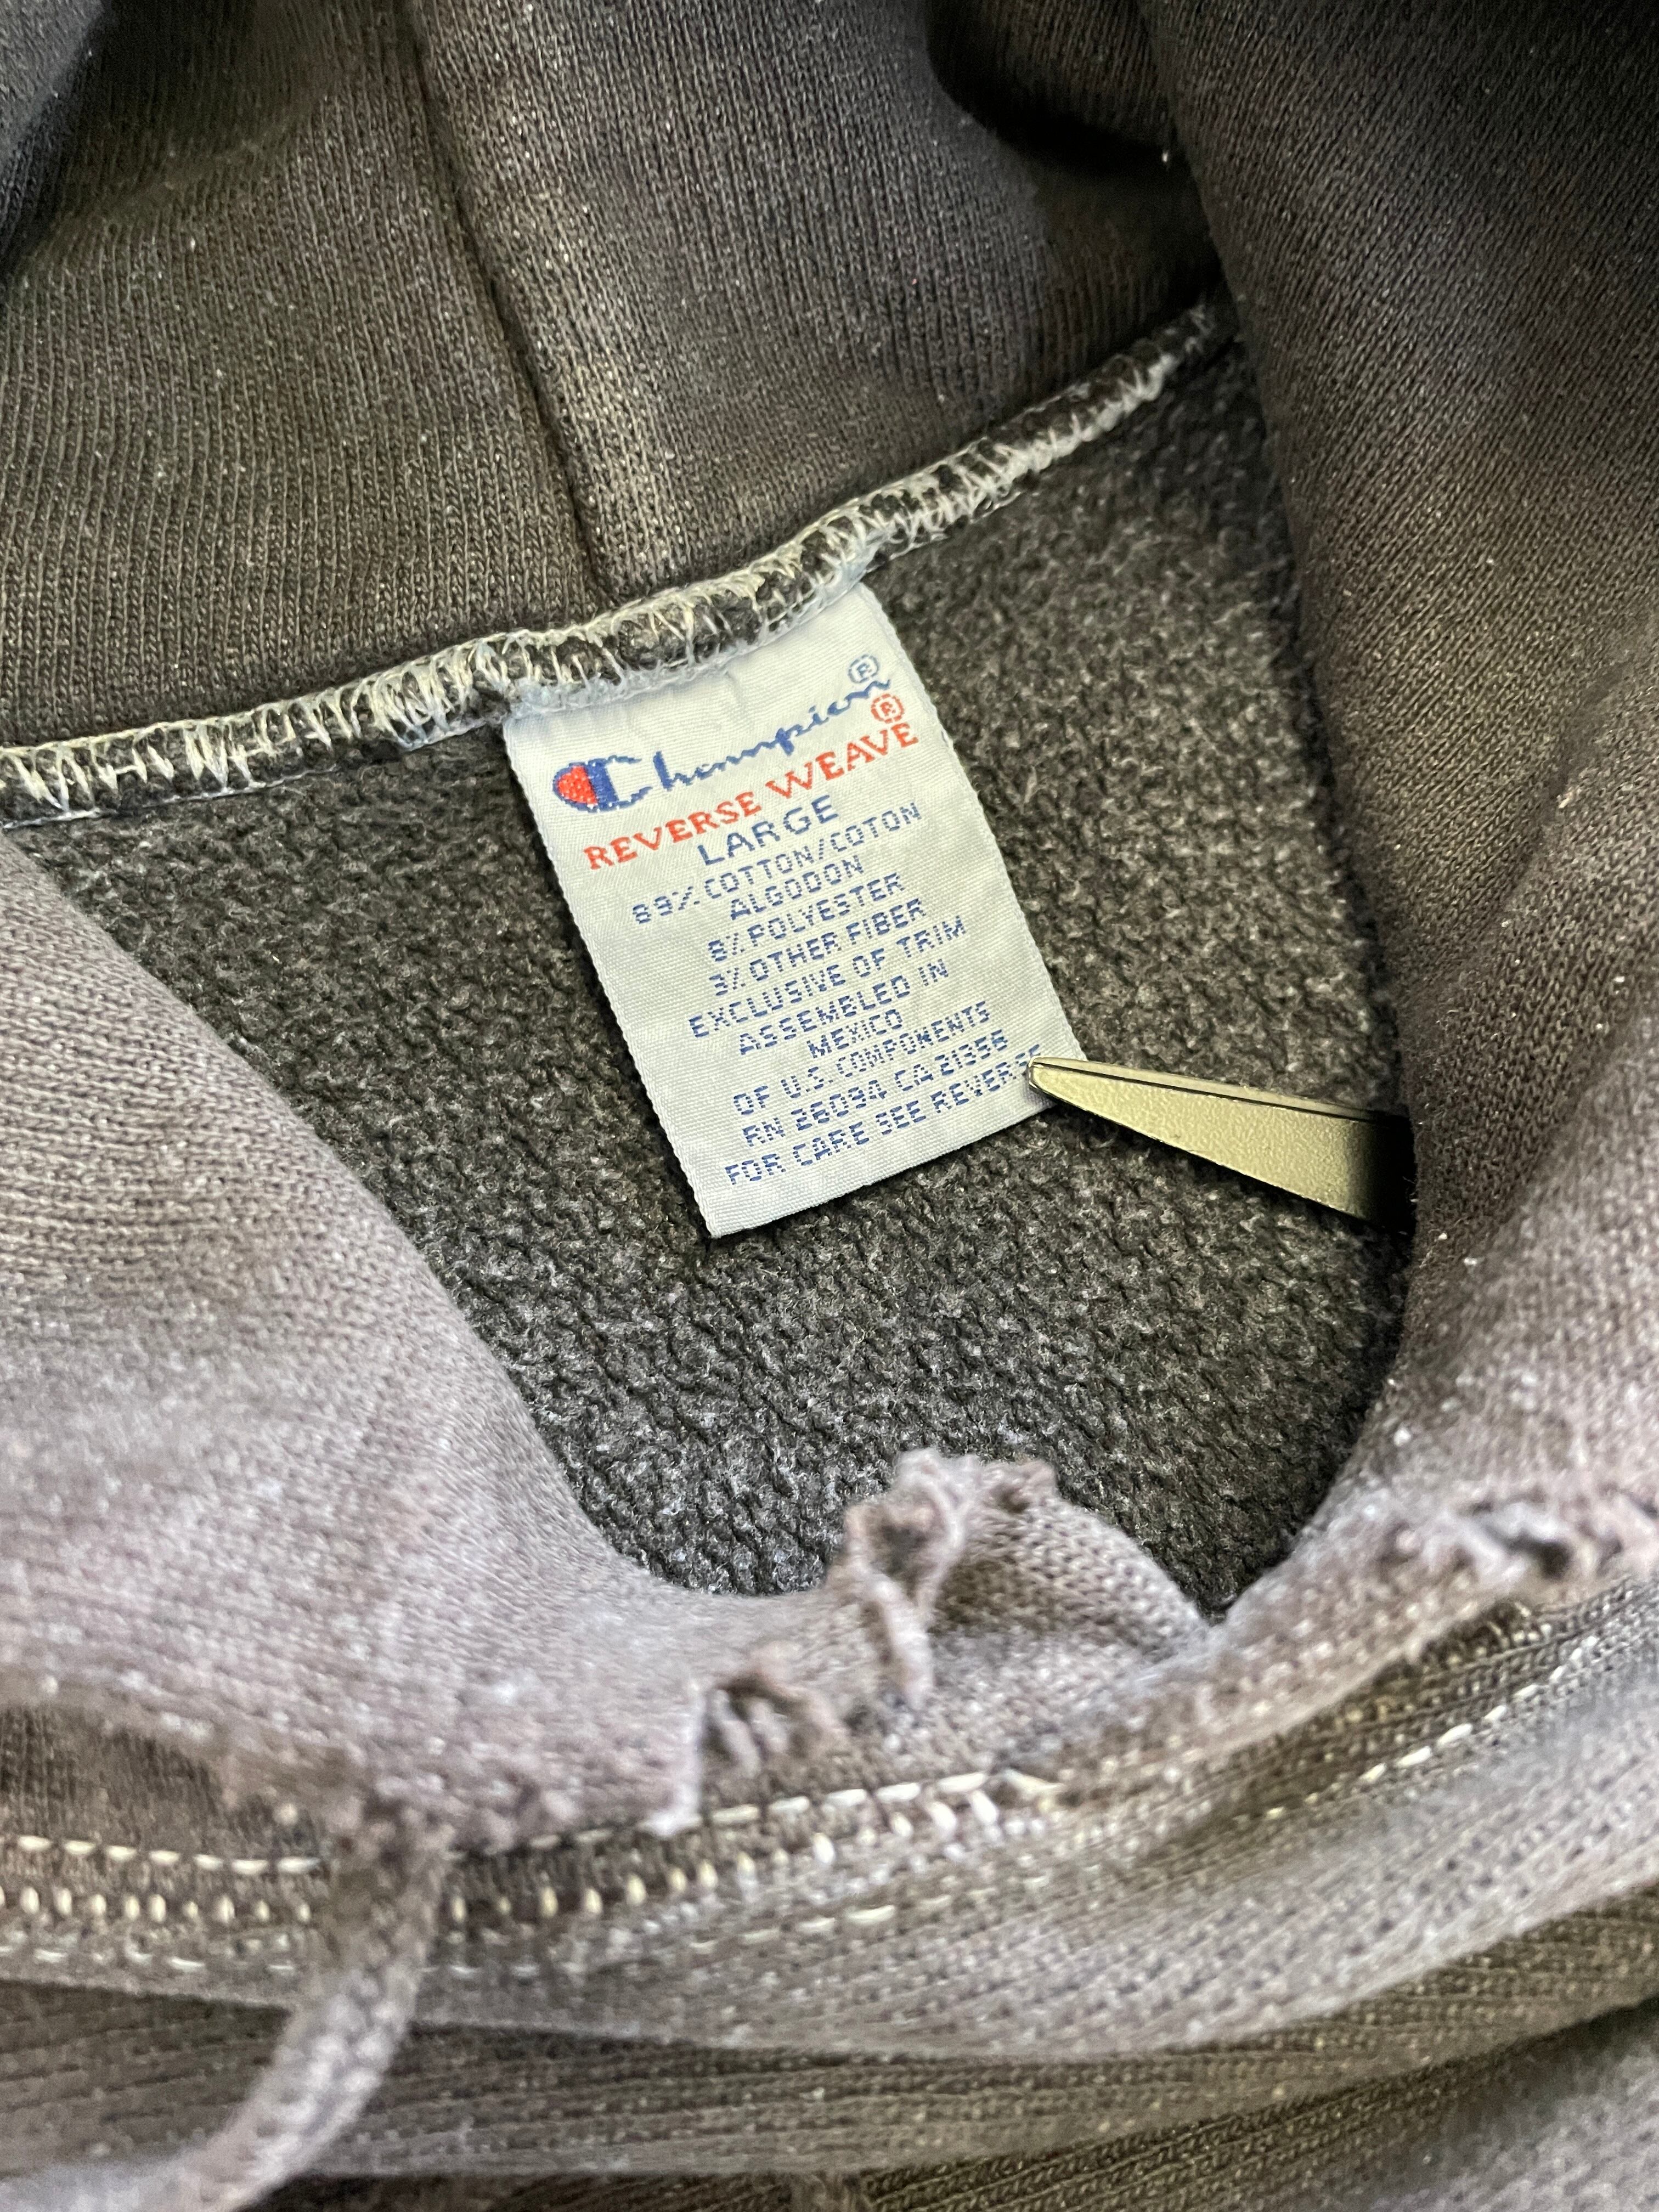 Champion®
REVERSE WEAVE®
LARGE
89% COTTON/COTON
ALGODON
8% POLYESTER
3% OTHER FIBER
EXCLUSIVE OF TRIM
ASSEMBLED IN
MEXICO
OF U.S. COMPONENTS
RN 26094 CA 21356
FOR CARE SEE REVERSE